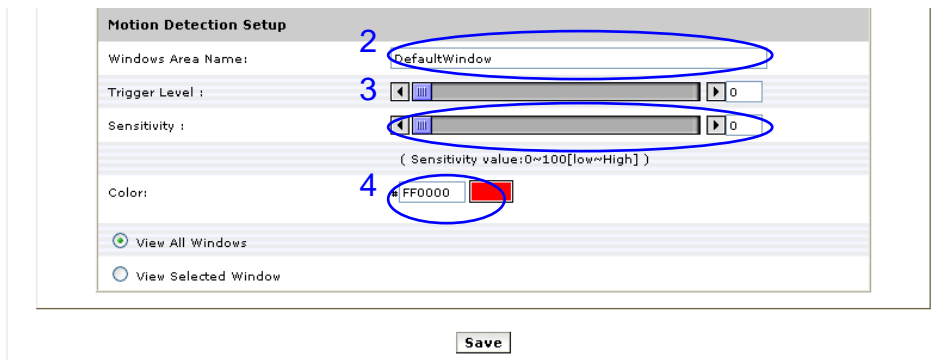 Motion Detection Setup
2
Windows Area Name: DefaultWindow
Trigger Level : 3 0
Sensitivity : 0
( Sensitivity value:0~100[low~High] )
Color: 4 # FF0000
View All Windows
View Selected Window
Save